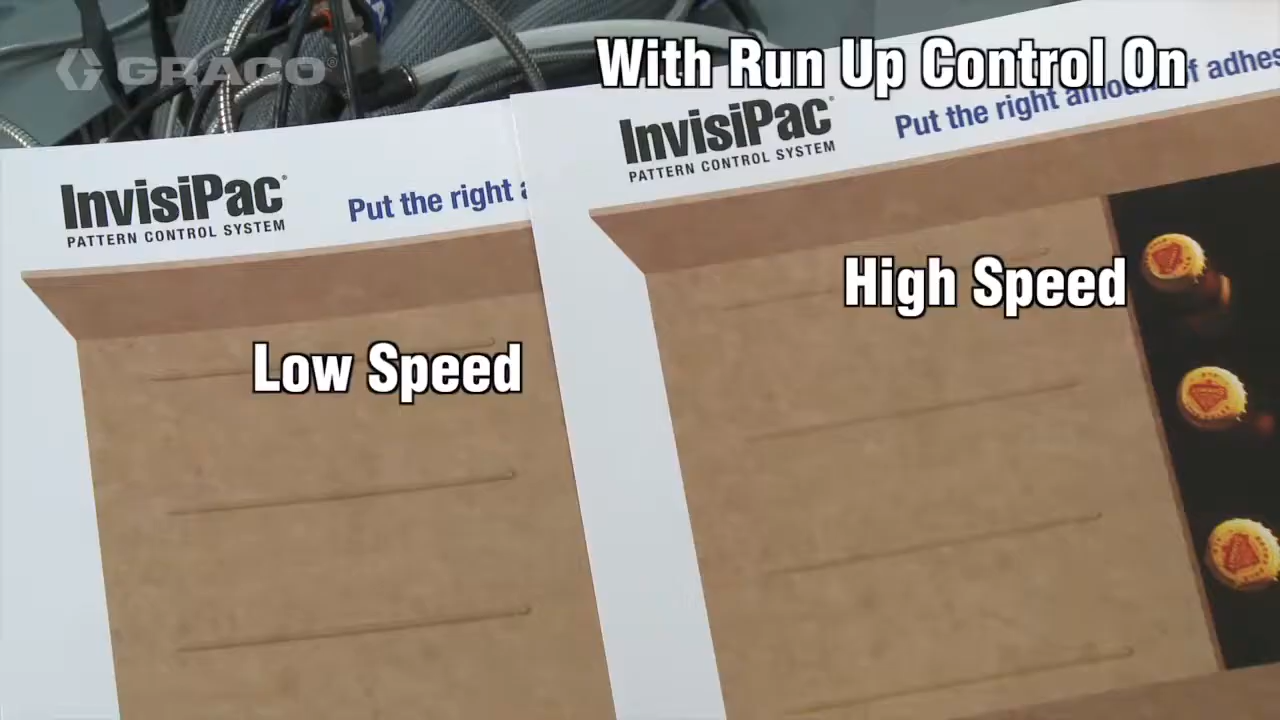 GRACO
With Run Up Control On
InvisiPac
PATTERN CONTROL SYSTEM
Put the right
InvisiPac
PATTERN CONTROL SYSTEM
Put the right amou f adhes
High Speed
Low Speed